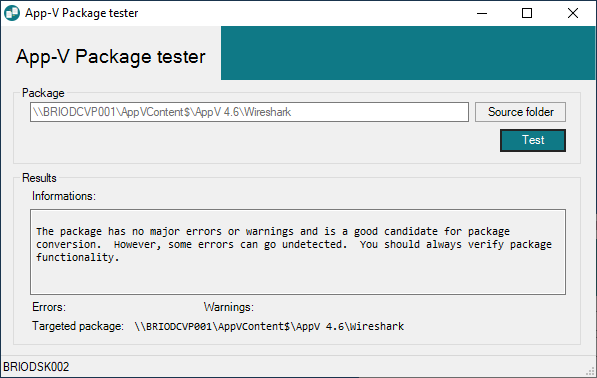 App-V Package tester
App-V Package tester
Package
\\BRIODCVP001\AppVContent$\AppV 4.6\Wireshark
Source folder
Test
Results
Informations:
The package has no major errors or warnings and is a good candidate for package
conversion.  However, some errors can go undetected.  You should always verify package
functionality.
Errors:
Warnings:
Targeted package: \\BRIODCVP001\AppVContent$\AppV 4.6\Wireshark
BRIODSK002